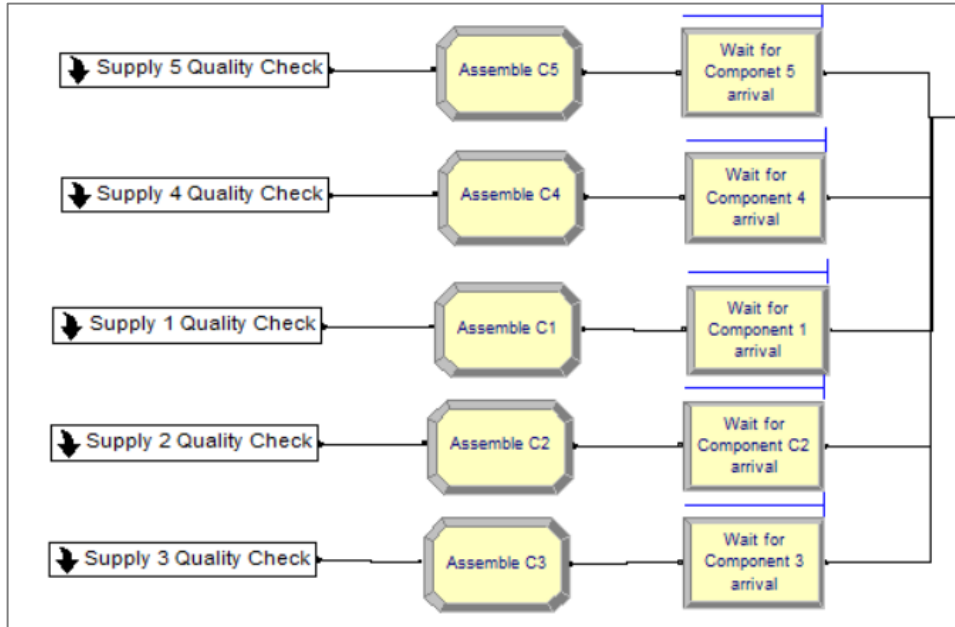 Supply 5 Quality Check
Assemble C5
Wait for
Componet 5
arrival
Supply 4 Quality Check
Assemble C4
Wait for
Component 4
arrival
Supply 1 Quality Check
Assemble C1
Wait for
Component 1
arrival
Supply 2 Quality Check
Assemble C2
Wait for
Component C2
arrival
Supply 3 Quality Check
Assemble C3
Wait for
Component 3
arrival